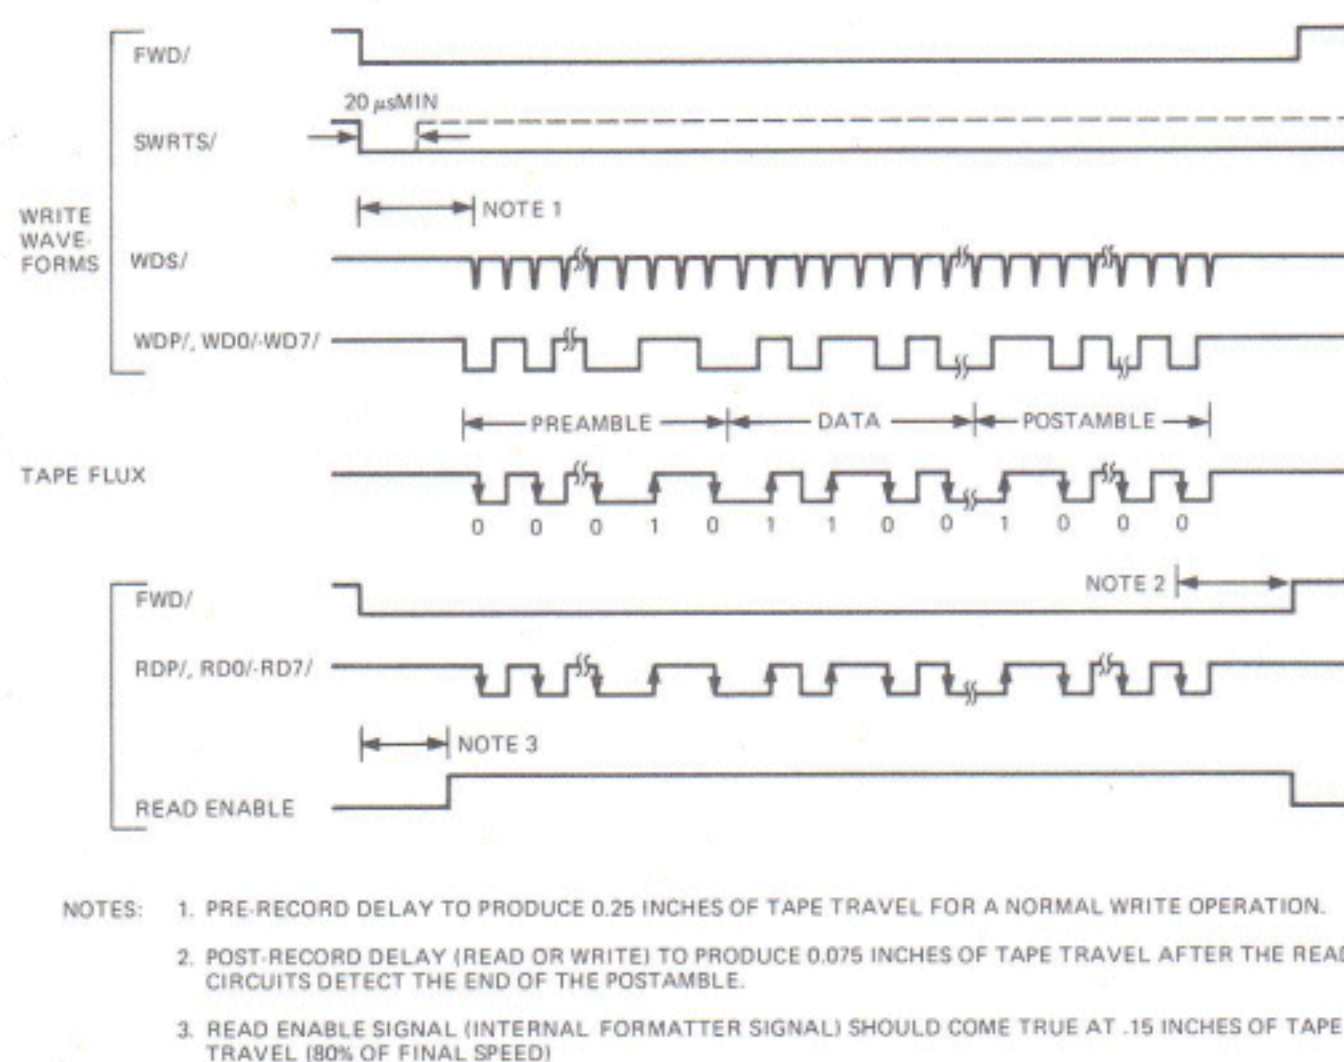 FWD/
20 µsMIN
SWRTS/
NOTE 1
WRITE
WAVE-
FORMS
WDS/
WDP/, WD0/-WD7/
PREAMBLE
DATA
POSTAMBLE
TAPE FLUX
0 0 0 1 0 1 1 0 0 1 0 0 0
NOTE 2
FWD/
RDP/, RD0/-RD7/
NOTE 3
READ ENABLE
NOTES: 1. PRE-RECORD DELAY TO PRODUCE 0.25 INCHES OF TAPE TRAVEL FOR A NORMAL WRITE OPERATION.
2. POST-RECORD DELAY (READ OR WRITE) TO PRODUCE 0.075 INCHES OF TAPE TRAVEL AFTER THE READ
CIRCUITS DETECT THE END OF THE POSTAMBLE.
3. READ ENABLE SIGNAL (INTERNAL FORMATTER SIGNAL) SHOULD COME TRUE AT .15 INCHES OF TAPE
TRAVEL (80% OF FINAL SPEED)